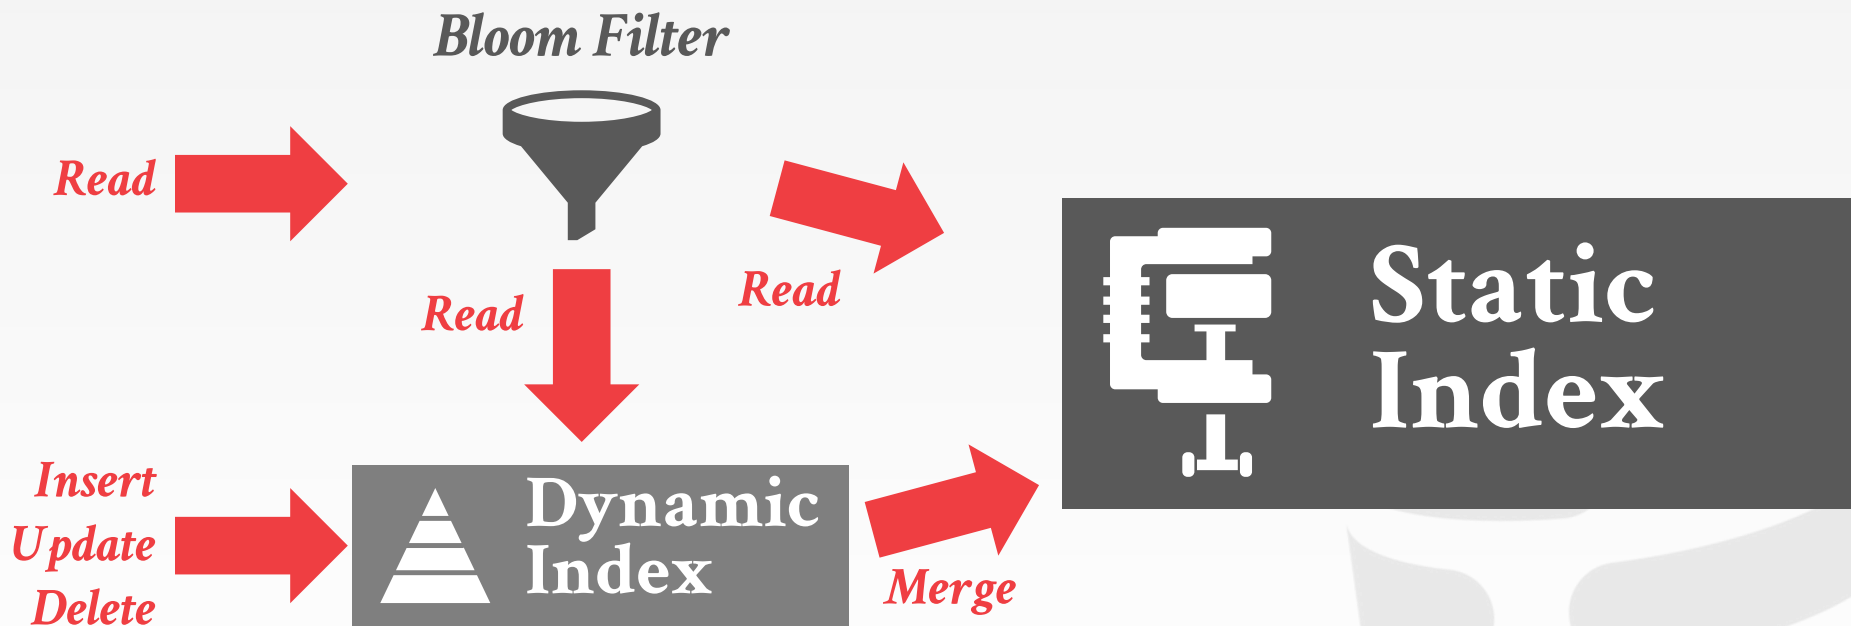 Bloom Filter
Read
Read
Read
Static
Index
Insert
Update
Delete
Dynamic
Index
Merge